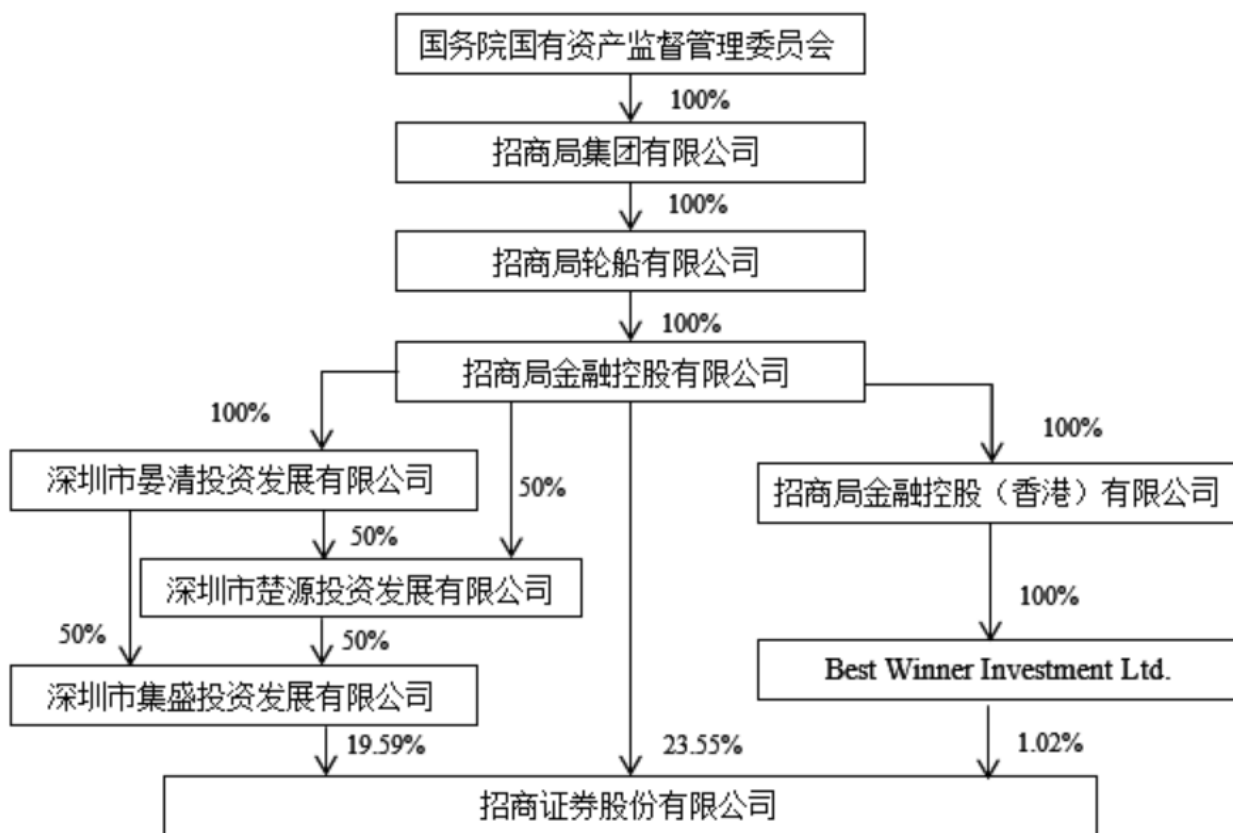 国务院国有资产监督管理委员会
100%
招商局集团有限公司
100%
招商局轮船有限公司
100%
招商局金融控股有限公司
100%
50%
100%
深圳市晏清投资发展有限公司
招商局金融控股（香港）有限公司
50%
深圳市楚源投资发展有限公司
100%
50%
50%
Best Winner Investment Ltd.
深圳市集盛投资发展有限公司
19.59%
23.55%
1.02%
招商证券股份有限公司